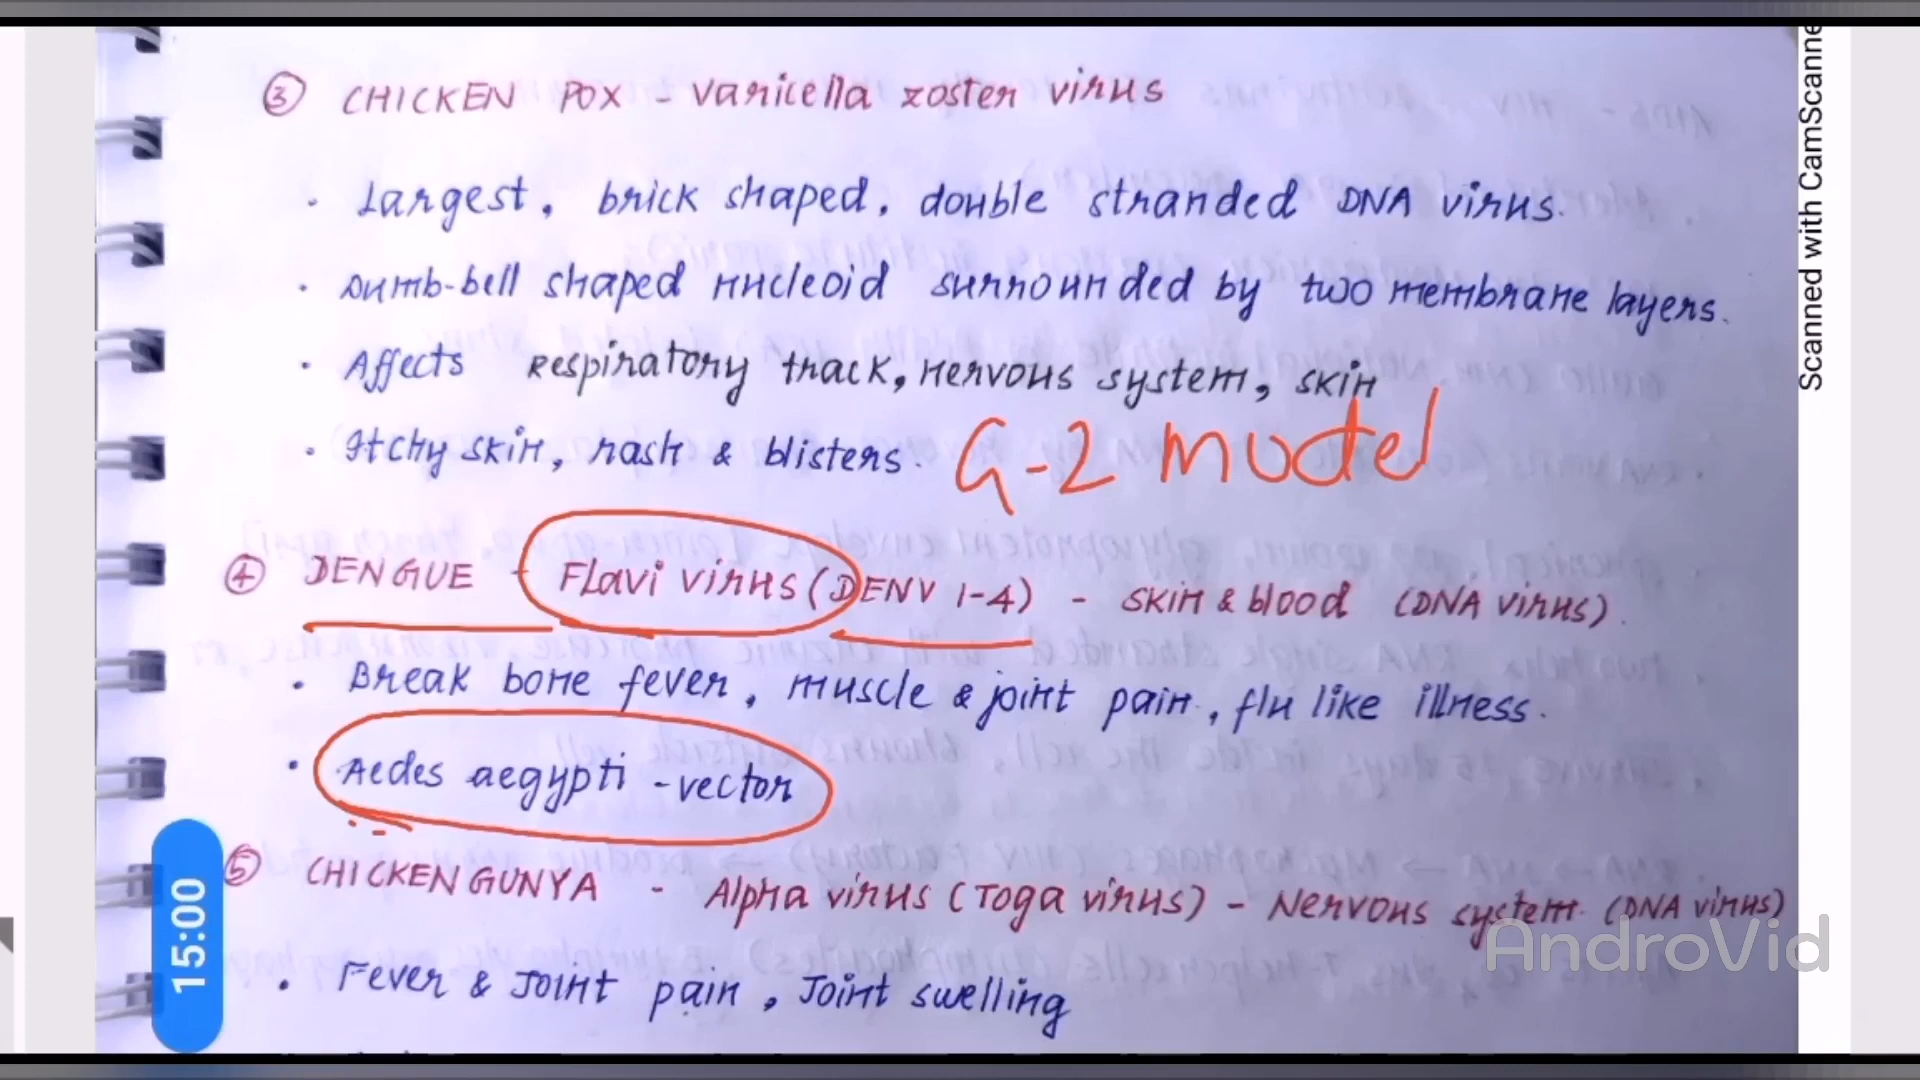 ③ CHICKEN POX - varicella zoster virus
· Largest, brick shaped, double stranded DNA virus.
· Dumb-bell shaped nucleoid surrounded by two membrane layers.
· Affects Respiratory track, nervous system, skin
· Itchy skin, rash & blisters.
G-2 model
④ DENGUE - Flavi virus (DENV 1-4) - skin & blood (DNA virus).
· Break bone fever, muscle & joint pain, flu like illness.
· Aedes aegypti - vector
⑤ CHICKEN GUNYA - Alpha virus (Toga virus) - Nervous system (DNA virus)
· Fever & Joint pain, Joint swelling
15:00
AndroVid
Scanned with CamScanne